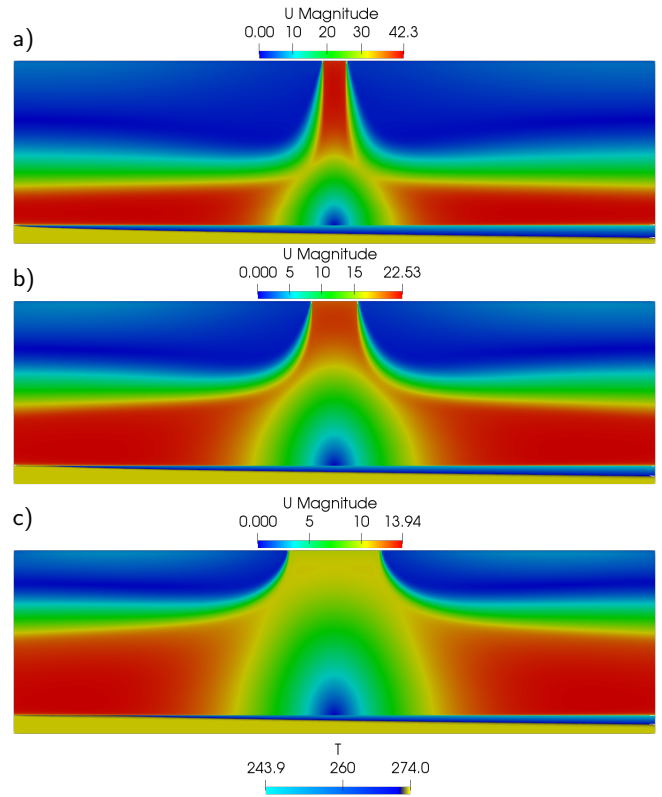 a)
U Magnitude
0.00 10 20 30 42.3
b)
U Magnitude
0.000 5 10 15 22.53
c)
U Magnitude
0.000 5 10 13.94
T
243.9 260 274.0